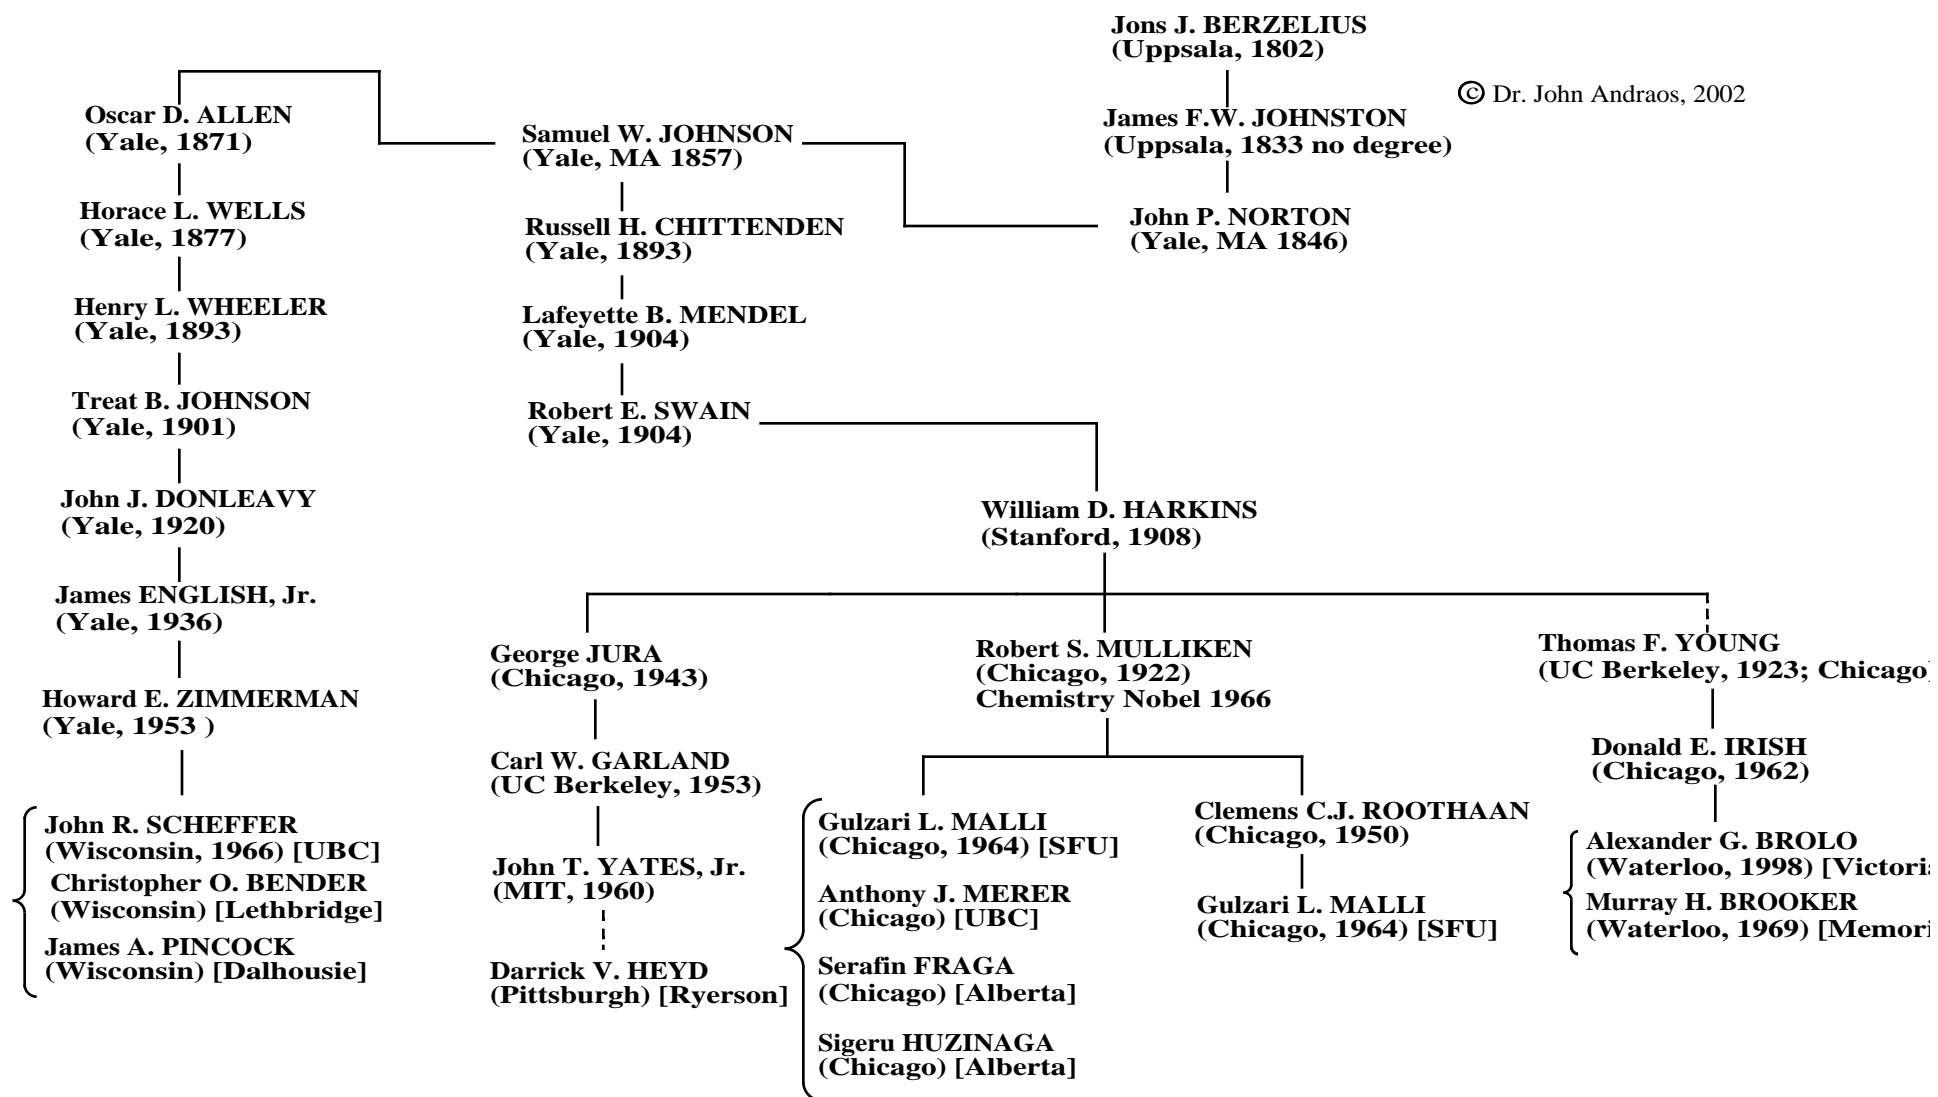 Jons J. BERZELIUS
(Uppsala, 1802)
© Dr. John Andraos, 2002
James F.W. JOHNSTON
(Uppsala, 1833 no degree)
John P. NORTON
(Yale, MA 1846)
Oscar D. ALLEN
(Yale, 1871)
Horace L. WELLS
(Yale, 1877)
Henry L. WHEELER
(Yale, 1893)
Treat B. JOHNSON
(Yale, 1901)
John J. DONLEAVY
(Yale, 1920)
James ENGLISH, Jr.
(Yale, 1936)
Howard E. ZIMMERMAN
(Yale, 1953 )
John R. SCHEFFER
(Wisconsin, 1966) [UBC]
Christopher O. BENDER
(Wisconsin) [Lethbridge]
James A. PINCOCK
(Wisconsin) [Dalhousie]
Samuel W. JOHNSON
(Yale, MA 1857)
Russell H. CHITTENDEN
(Yale, 1893)
Lafeyette B. MENDEL
(Yale, 1904)
Robert E. SWAIN
(Yale, 1904)
William D. HARKINS
(Stanford, 1908)
George JURA
(Chicago, 1943)
Carl W. GARLAND
(UC Berkeley, 1953)
John T. YATES, Jr.
(MIT, 1960)
Darrick V. HEYD
(Pittsburgh) [Ryerson]
Robert S. MULLIKEN
(Chicago, 1922)
Chemistry Nobel 1966
Gulzari L. MALLI
(Chicago, 1964) [SFU]
Anthony J. MERER
(Chicago) [UBC]
Serafin FRAGA
(Chicago) [Alberta]
Sigeru HUZINAGA
(Chicago) [Alberta]
Clemens C.J. ROOTHAAN
(Chicago, 1950)
Gulzari L. MALLI
(Chicago, 1964) [SFU]
Thomas F. YOUNG
(UC Berkeley, 1923; Chicago)
Donald E. IRISH
(Chicago, 1962)
Alexander G. BROLO
(Waterloo, 1998) [Victori
Murray H. BROOKER
(Waterloo, 1969) [Memori